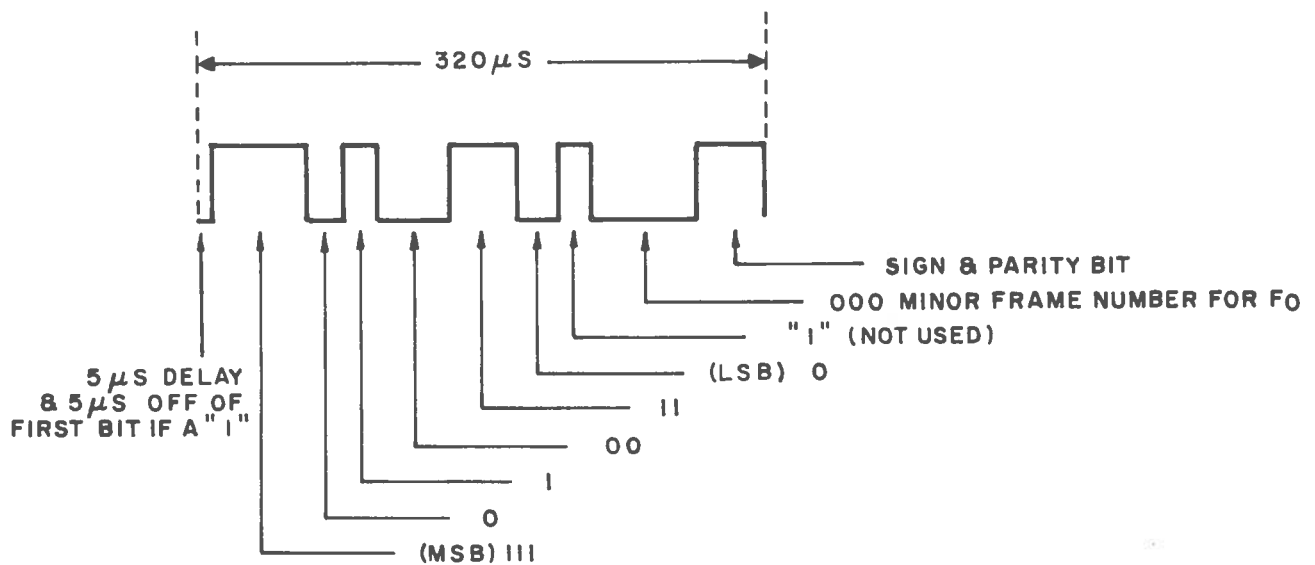 320 μS
SIGN & PARITY BIT
000 MINOR FRAME NUMBER FOR F0
"1" (NOT USED)
(LSB) 0
5 μS DELAY
& 5 μS OFF OF
FIRST BIT IF A "1"
11
00
1
0
(MSB) 111